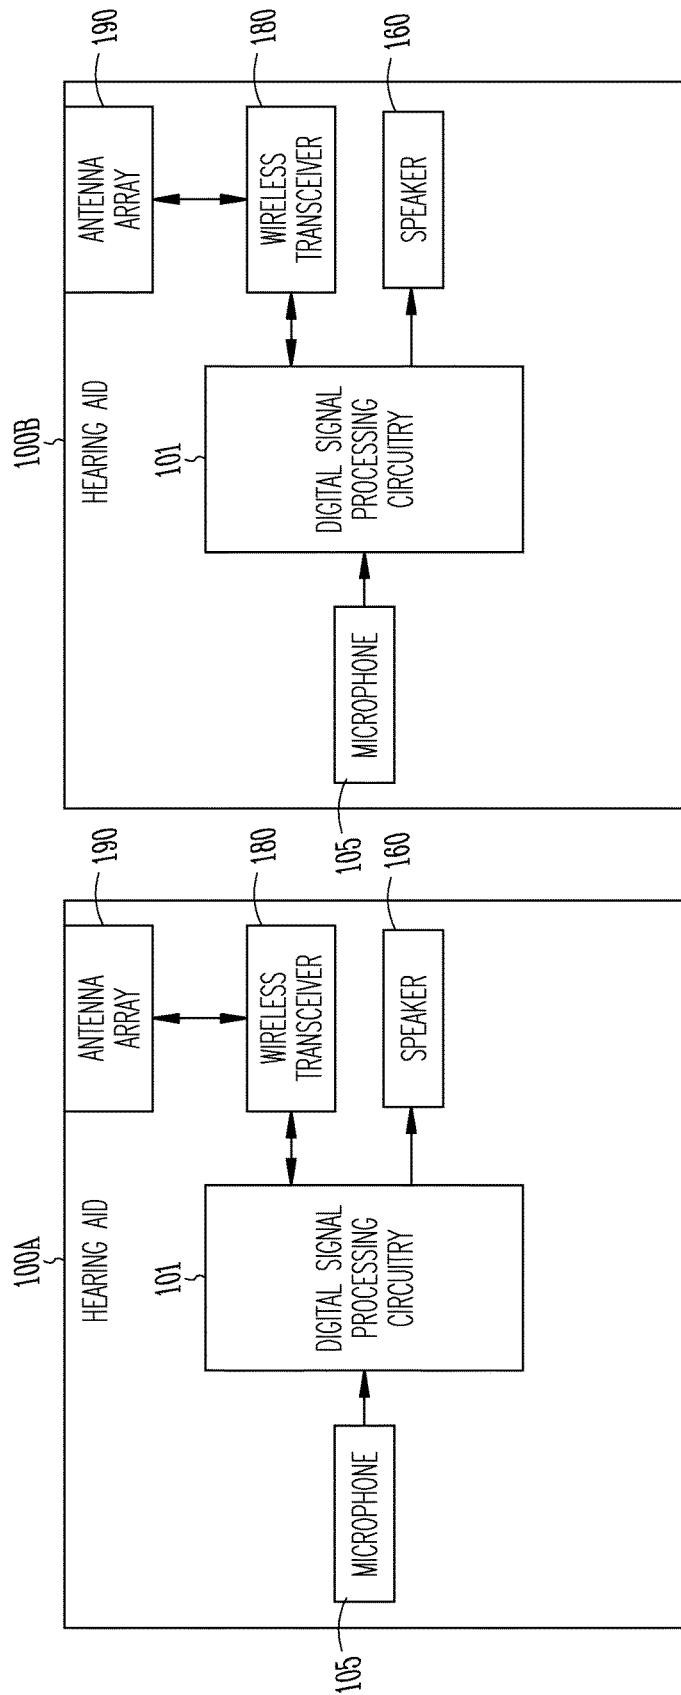 100A
HEARING AID
ANTENNA
ARRAY
190
101
WIRELESS
TRANSCEIVER
180
DIGITAL SIGNAL
PROCESSING
CIRCUITRY
MICROPHONE
105
SPEAKER
160
100B
HEARING AID
ANTENNA
ARRAY
190
101
WIRELESS
TRANSCEIVER
180
DIGITAL SIGNAL
PROCESSING
CIRCUITRY
MICROPHONE
105
SPEAKER
160